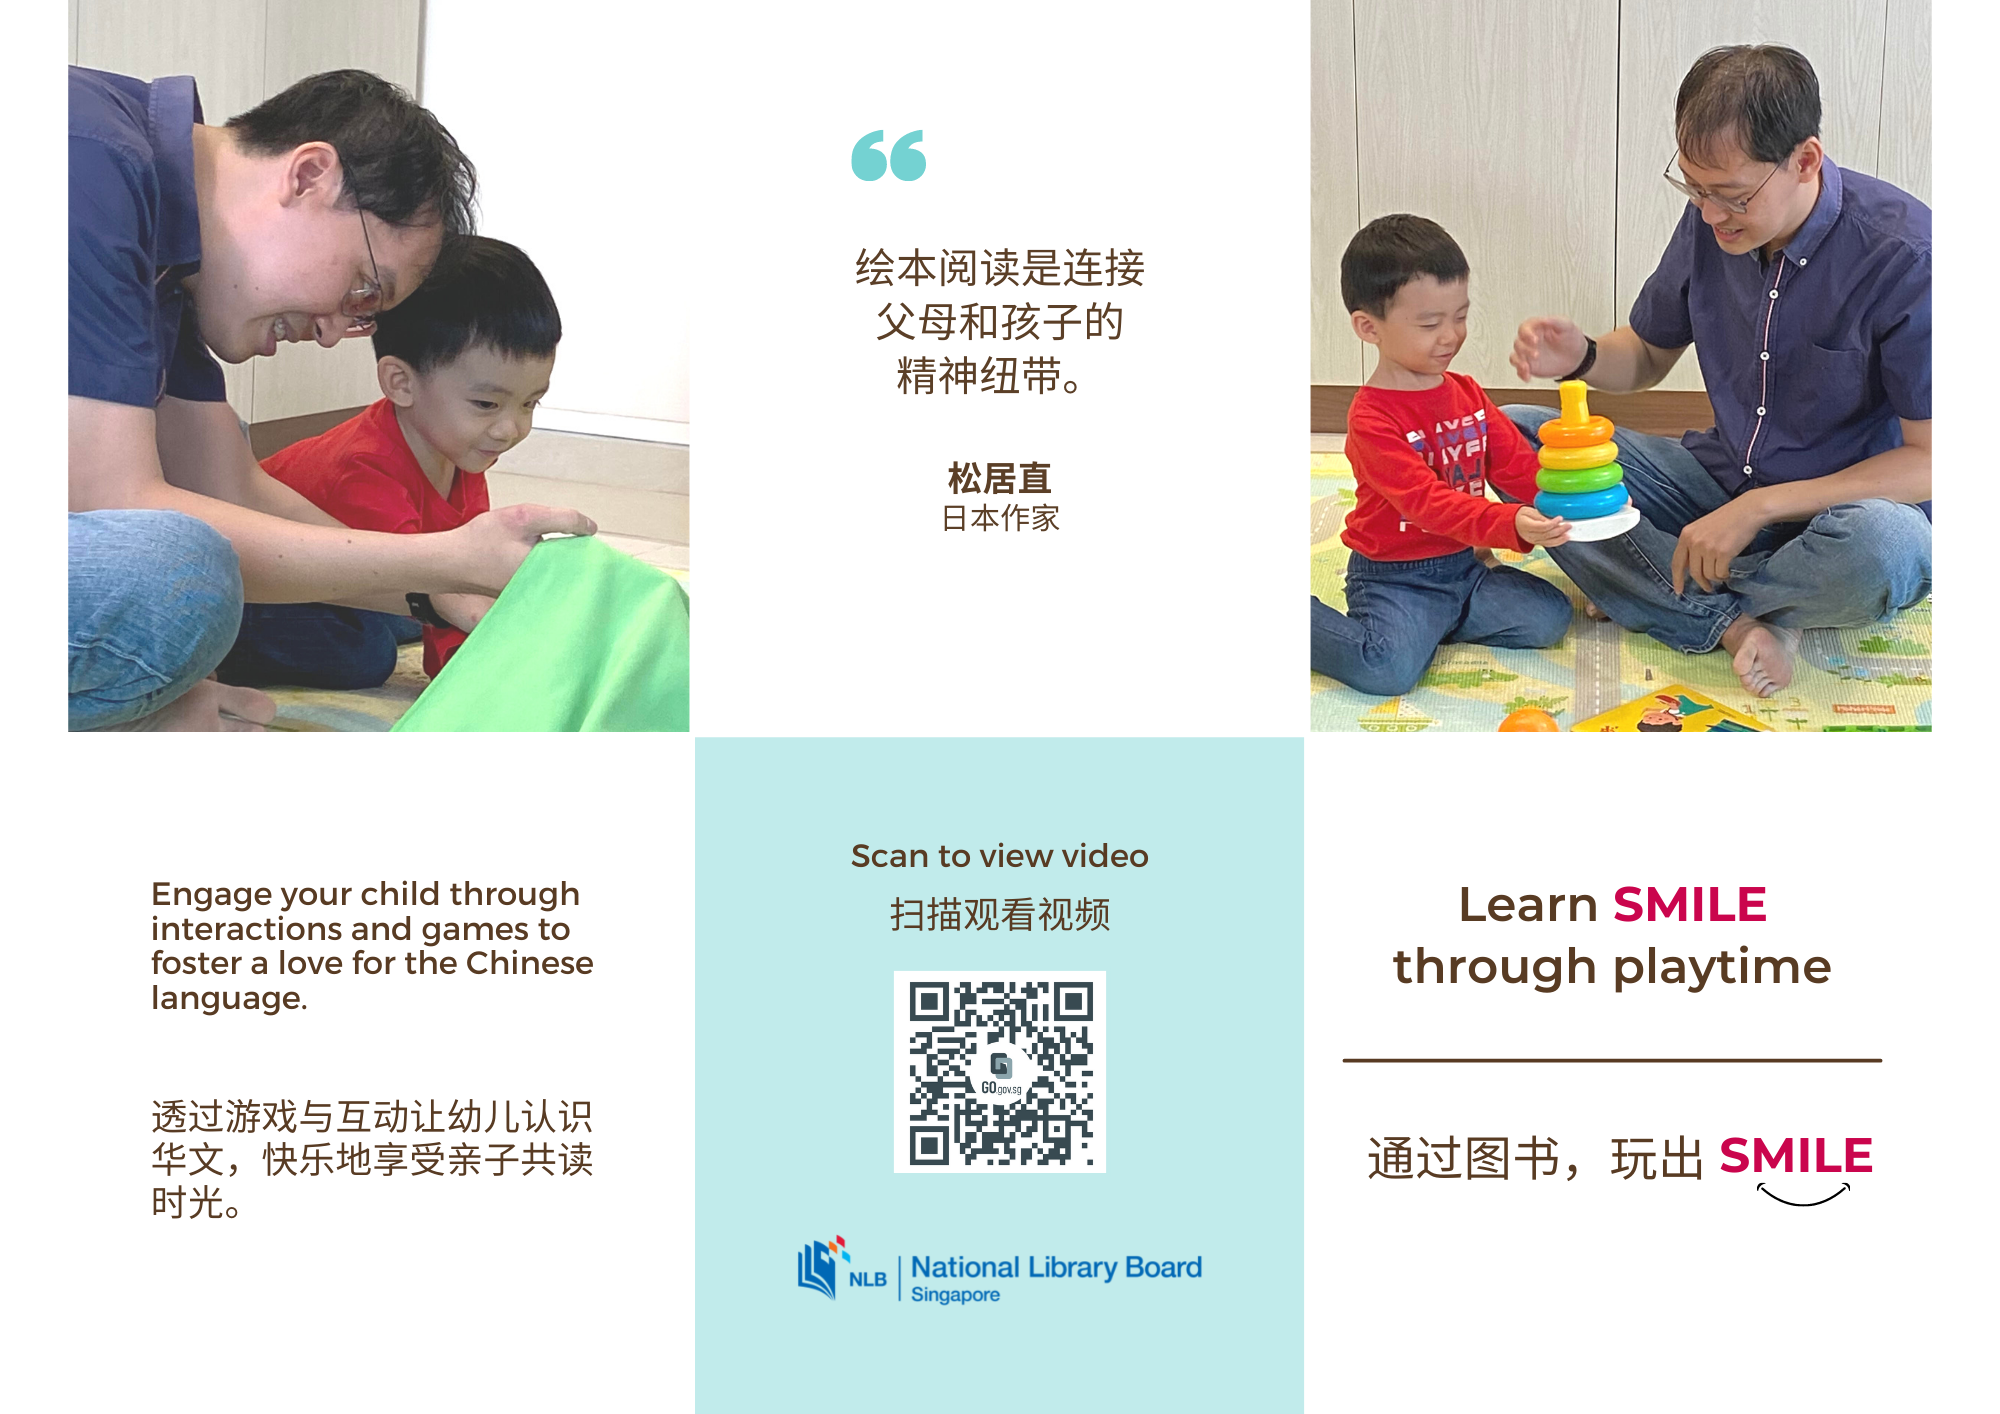 “
绘本阅读是连接
父母和孩子的
精神纽带。
松居直
日本作家
Engage your child through
interactions and games to
foster a love for the Chinese
language.
透过游戏与互动让幼儿认识
华文，快乐地享受亲子共读
时光。
Scan to view video
扫描观看视频
GO.gov.sg
NLB
National Library Board
Singapore
Learn SMILE
through playtime
通过图书，玩出 SMILE